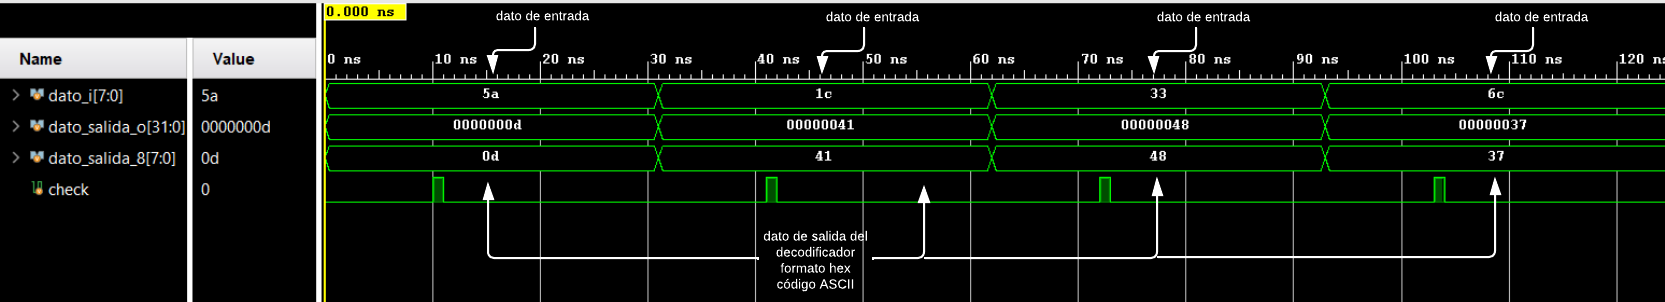 0.000 ns
dato de entrada dato de entrada dato de entrada dato de entrada
Name Value
0 ns 10 ns 20 ns 30 ns 40 ns 50 ns 60 ns 70 ns 80 ns 90 ns 100 ns 110 ns 120 ns
dato_i[7:0] 5a 5a 1c 33 6c
dato_salida_o[31:0] 0000000d 0000000d 00000041 00000048 00000037
dato_salida_8[7:0] 0d 0d 41 48 37
check 0
dato de salida del
decodificador
formato hex
código ASCII